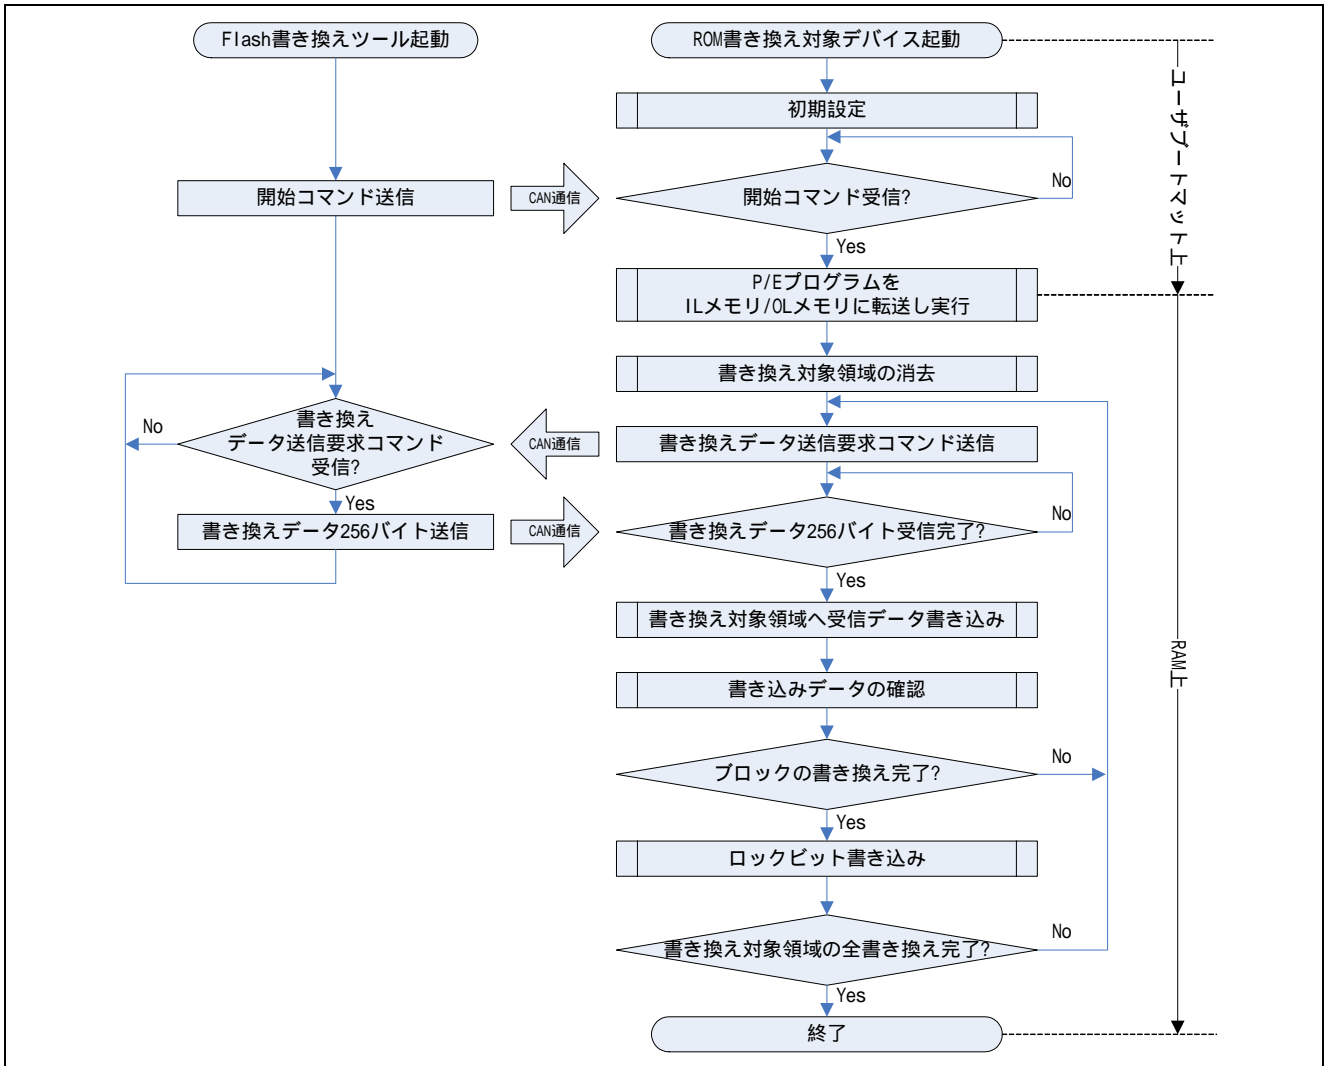 Flash書き換えツール起動
ROM書き換え対象デバイス起動
初期設定
開始コマンド送信
CAN通信
開始コマンド受信?
No
Yes
P/Eプログラムを
ILメモリ/OLメモリに転送し実行
ユーザブートマット上
書き換え対象領域の消去
書き換え
データ送信要求コマンド
受信?
No
Yes
CAN通信
書き換えデータ送信要求コマンド送信
書き換えデータ256バイト送信
CAN通信
書き換えデータ256バイト受信完了?
No
Yes
書き換え対象領域へ受信データ書き込み
書き込みデータの確認
RAM上
ブロックの書き換え完了?
No
Yes
ロックビット書き込み
書き換え対象領域の全書き換え完了?
No
Yes
終了